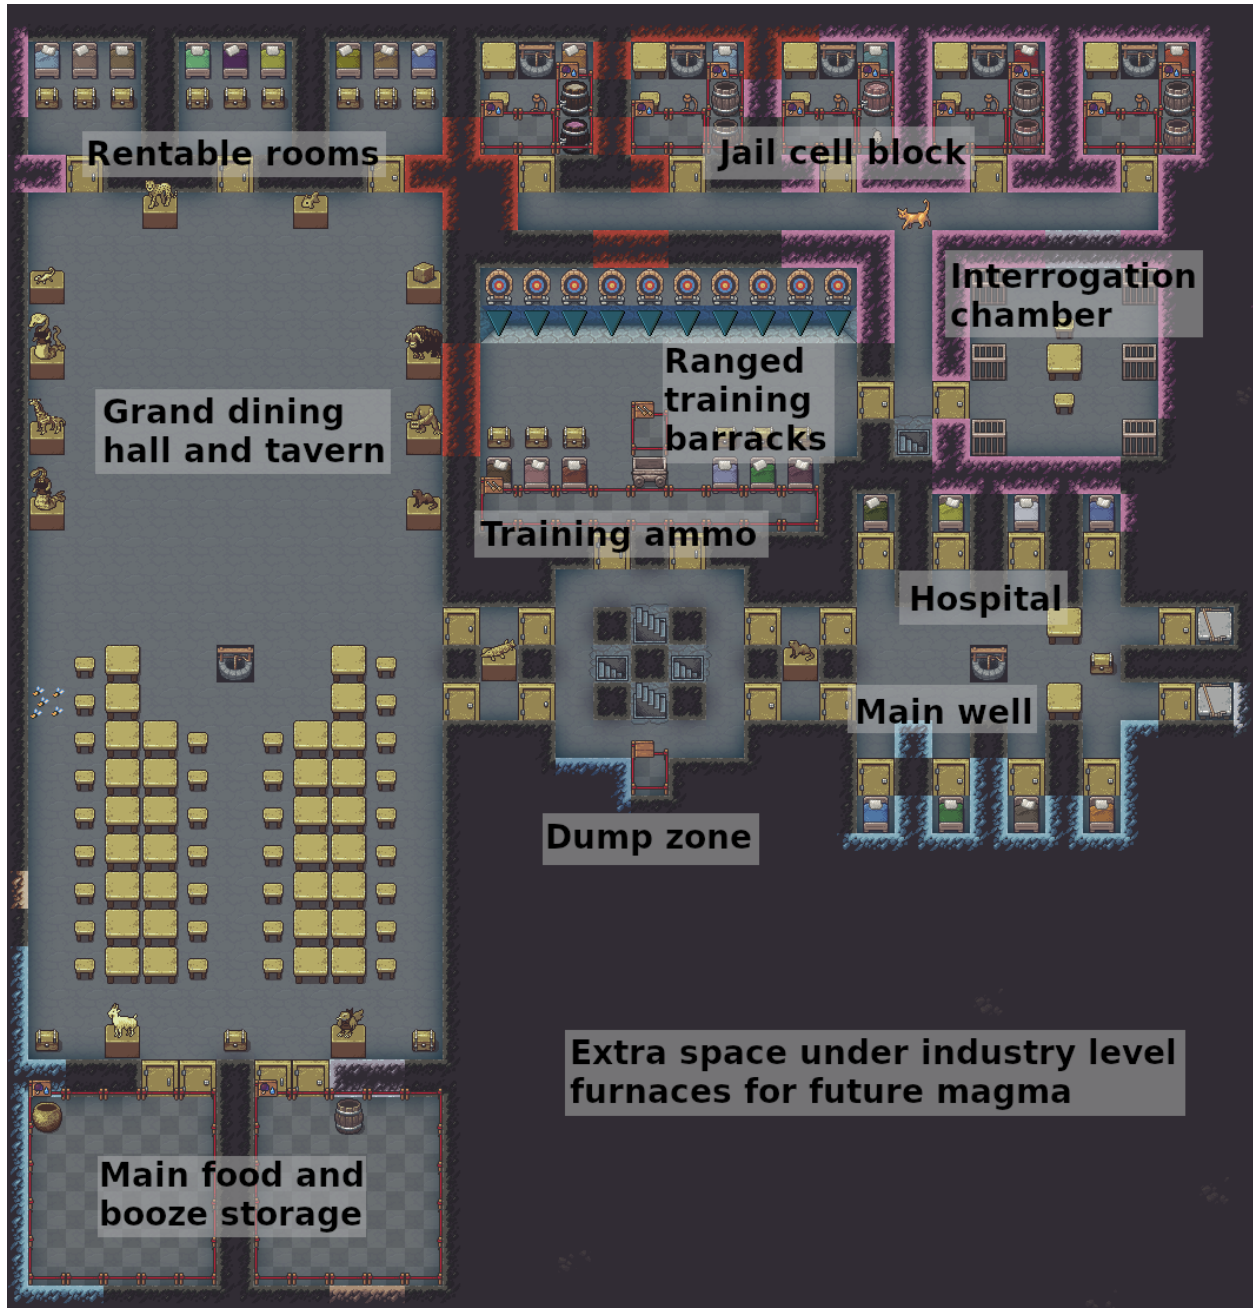 Rentable rooms
Jail cell block
Interrogation
chamber
Ranged
training
barracks
Grand dining
hall and tavern
Training ammo
Hospital
Main well
Dump zone
Extra space under industry level
furnaces for future magma
Main food and
booze storage